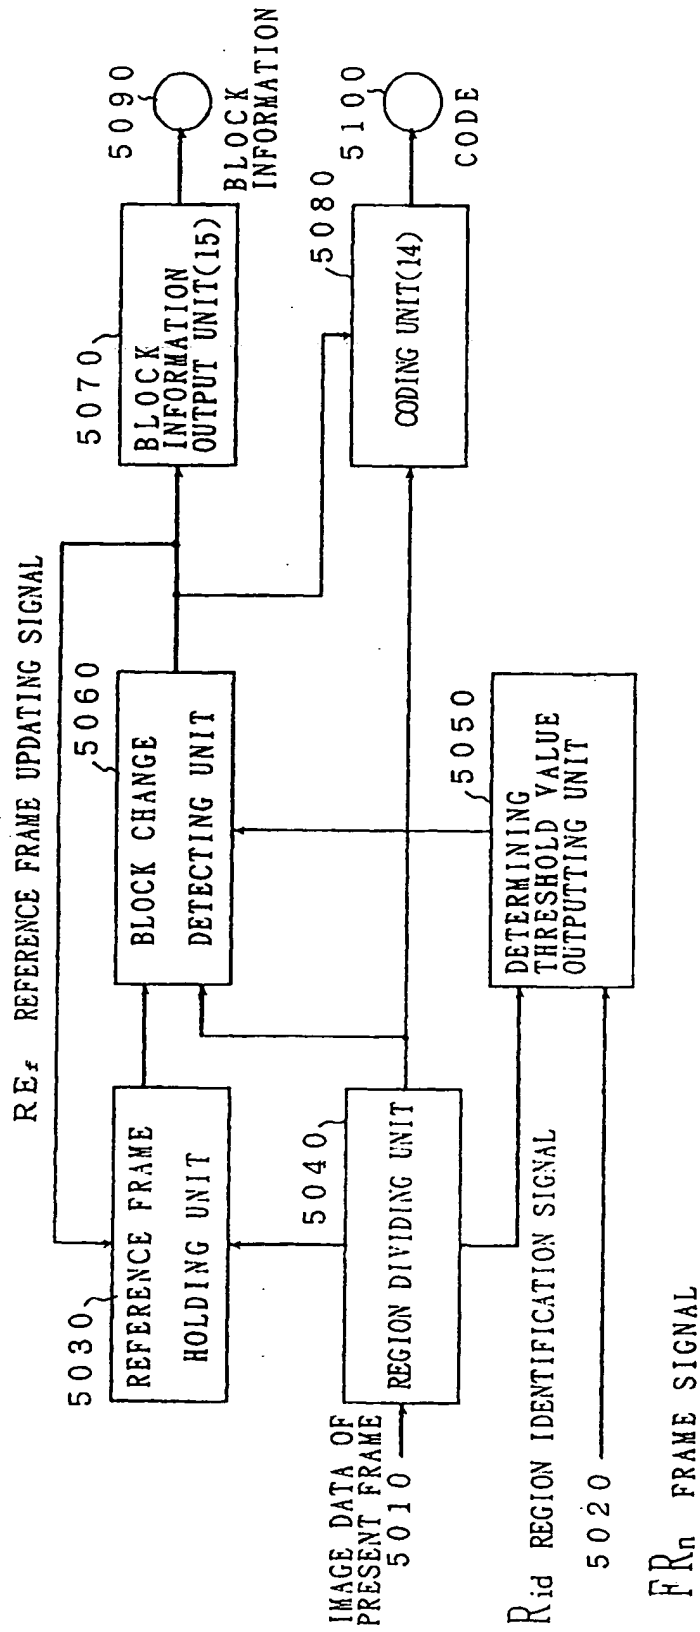 REf REFERENCE FRAME UPDATING SIGNAL
5030
REFERENCE FRAME
HOLDING UNIT
5060
BLOCK CHANGE
DETECTING UNIT
5070
BLOCK
INFORMATION
OUTPUT UNIT(15)
5090
BLOCK
INFORMATION
IMAGE DATA OF
PRESENT FRAME
5010
5040
REGION DIVIDING UNIT
5080
CODING UNIT(14)
5100
CODE
Rid REGION IDENTIFICATION SIGNAL
5050
DETERMINING
THRESHOLD VALUE
OUTPUTTING UNIT
5020
FRn FRAME SIGNAL